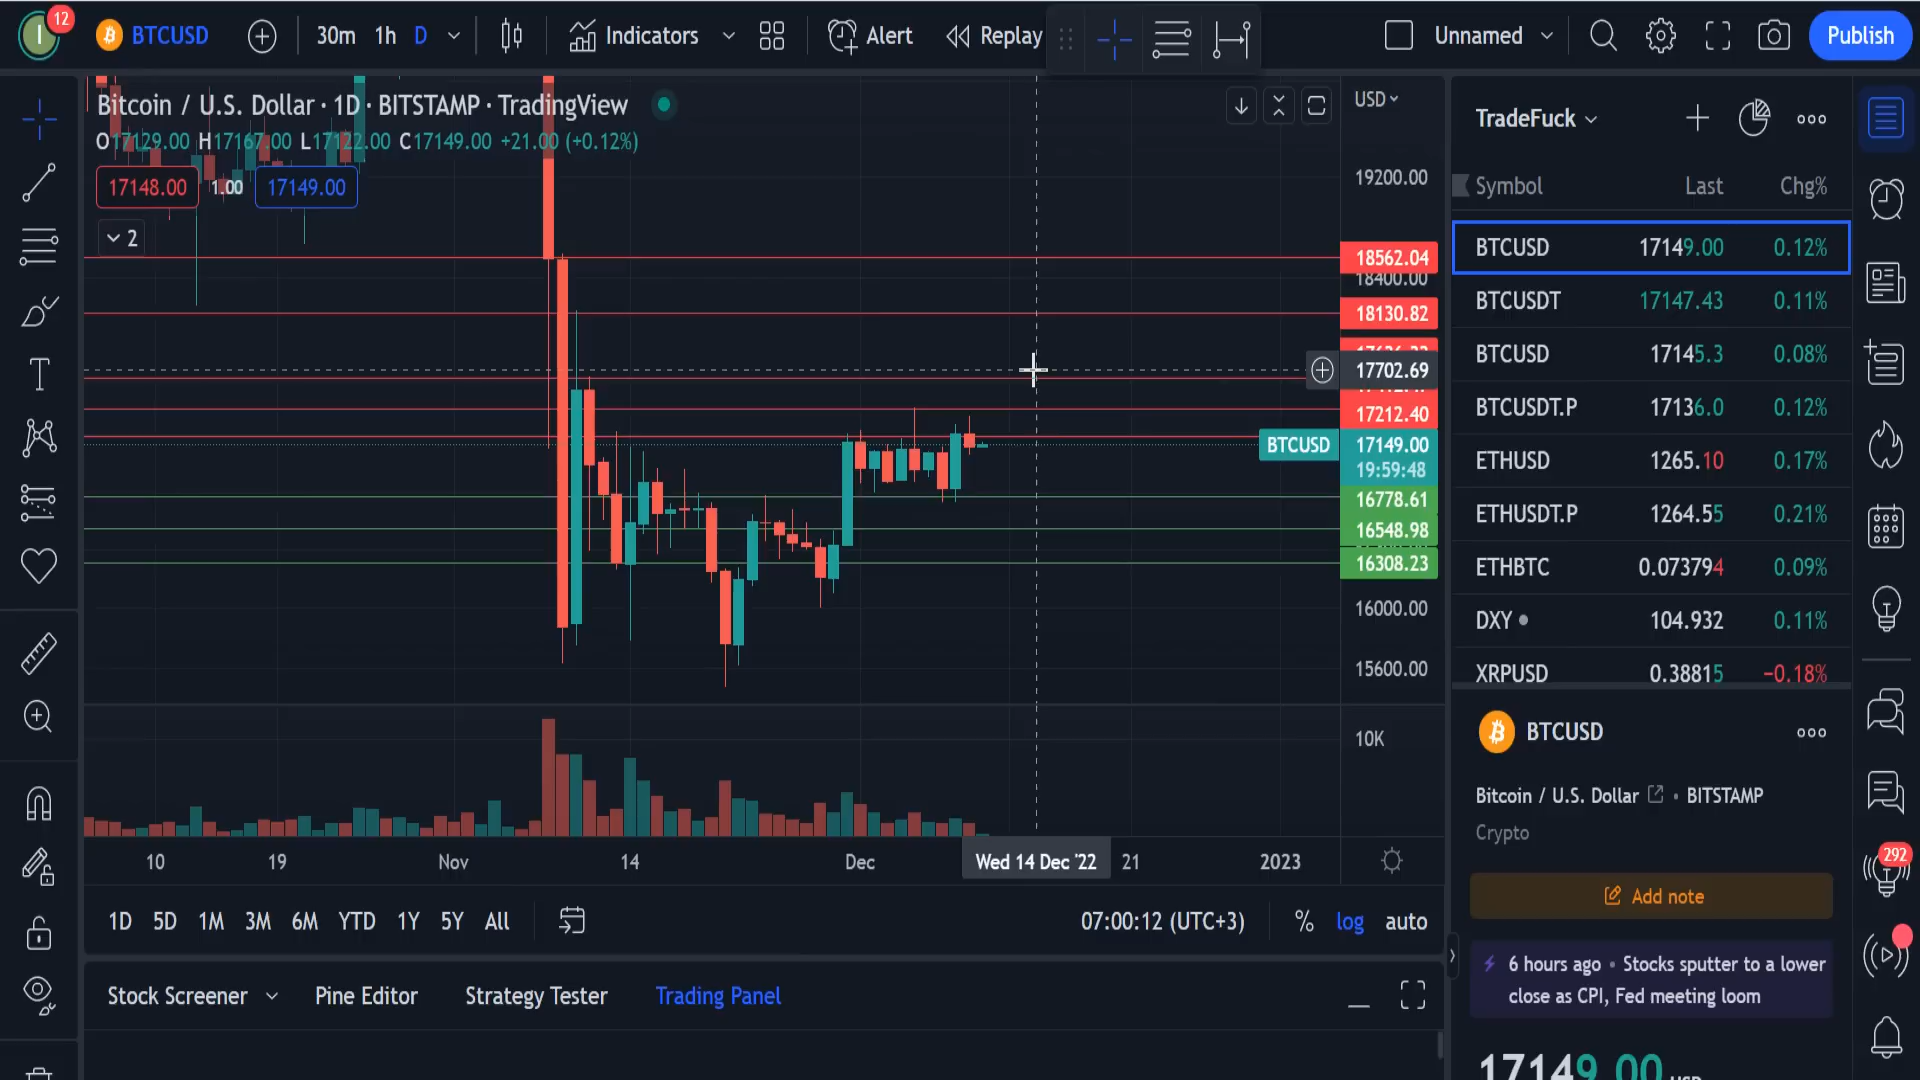 12
I
BTCUSD
30m 1h D
Indicators
Alert
Replay
Unnamed
Publish
Bitcoin / U.S. Dollar · 1D · BITSTAMP · TradingView
O17129.00 H17167.00 L17122.00 C17149.00 +21.00 (+0.12%)
17148.00 1.00 17149.00
2
USD
19200.00
18562.04
18400.00
18130.82
17702.69
17212.40
BTCUSD 17149.00
19:59:48
16778.61
16548.98
16308.23
16000.00
15600.00
10K
10 19 Nov 14 Dec Wed 14 Dec '22 21 2023
1D 5D 1M 3M 6M YTD 1Y 5Y All
07:00:12 (UTC+3) % log auto
Stock Screener Pine Editor Strategy Tester Trading Panel
TradeFuck
Symbol Last Chg%
BTCUSD 17149.00 0.12%
BTCUSDT 17147.43 0.11%
BTCUSD 17145.3 0.08%
BTCUSDT.P 17136.0 0.12%
ETHUSD 1265.10 0.17%
ETHUSDT.P 1264.55 0.21%
ETHBTC 0.073794 0.09%
DXY 104.932 0.11%
XRPUSD 0.38815 −0.18%
BTCUSD
Bitcoin / U.S. Dollar • BITSTAMP
Crypto
Add note
6 hours ago • Stocks sputter to a lower
close as CPI, Fed meeting loom
17149.00 USD
292